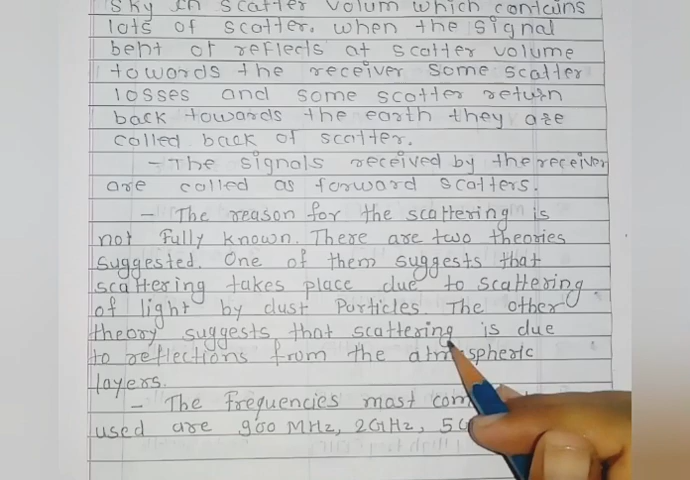 sky in scatter volum which contains
lots of scatter. when the signal
bent or reflects at scatter volume
towards the receiver some scatter
losses and some scatter return
back towards the earth they are
called back of scatter.
- The signals received by the receiver
are called as forward scatters.
- The reason for the scattering is
not fully known. There are two theories
suggested. One of them suggests that
scattering takes place due to scattering
of light by dust particles. The other
theory suggests that scattering is due
to reflections from the atmospheric
layers.
- The frequencies most
used are 900 MHz, 2GHz,